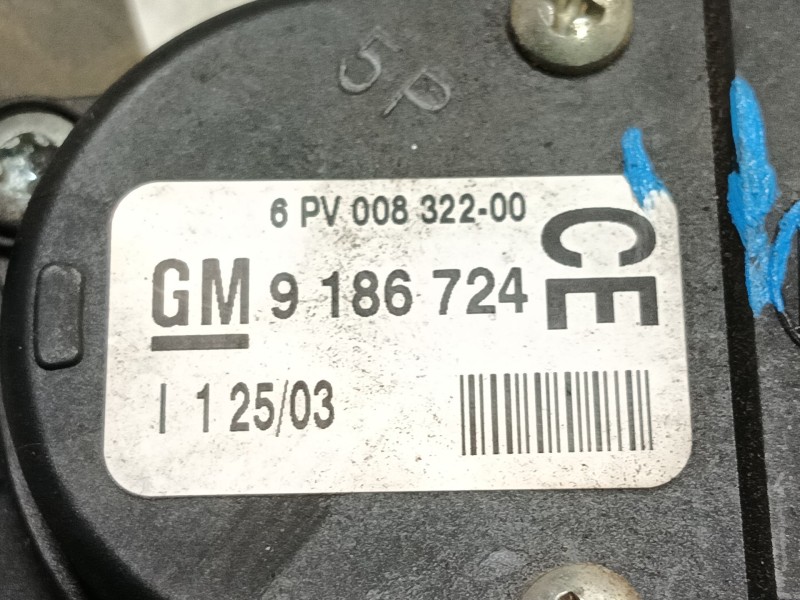 5P
6 PV 008 322-00
GM 9 186 724 CE
I 1 25/03